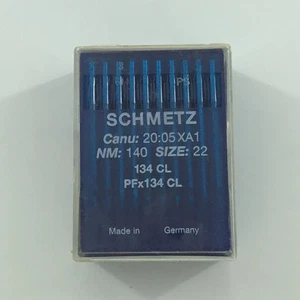 SCHMETZ
Canu: 20:05 XA1
NM: 140 SIZE: 22
134 CL
PFx134 CL
Made in Germany